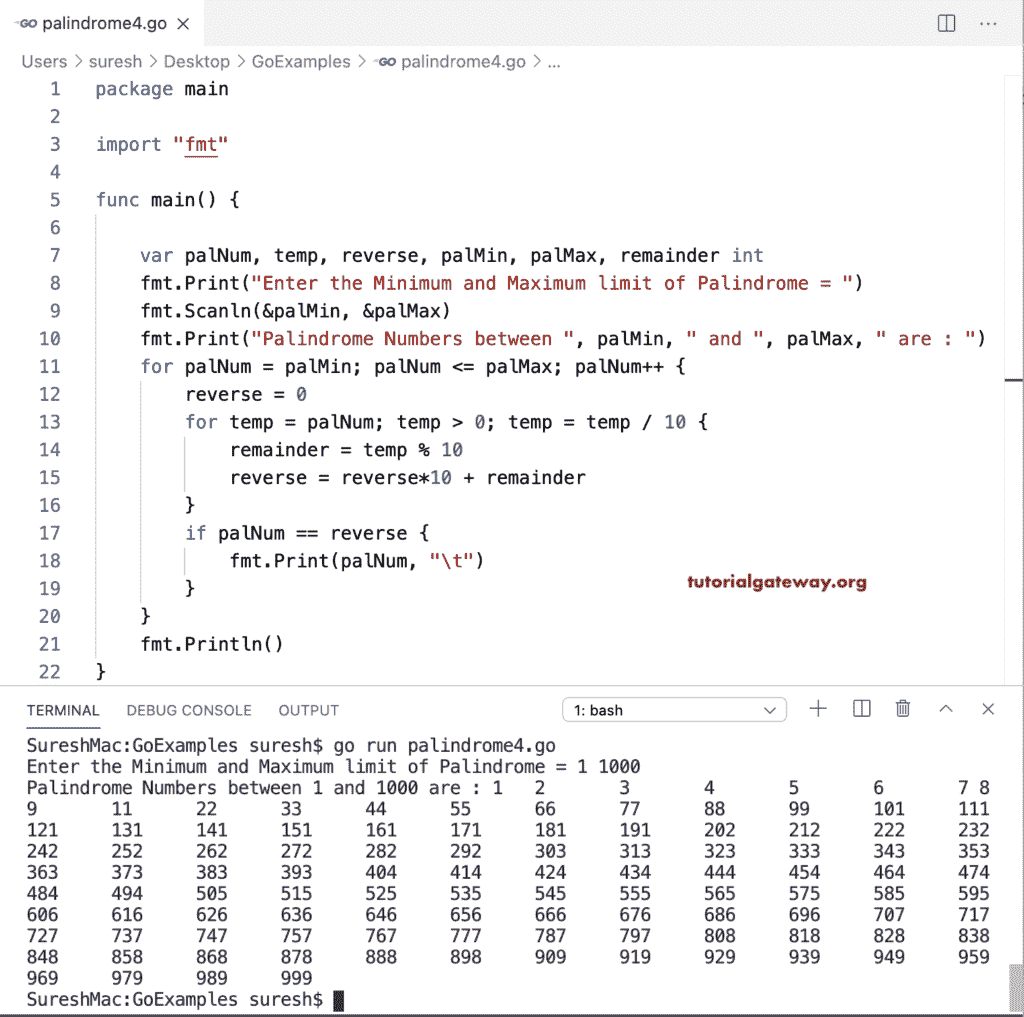 GO palindrome4.go ×
Users > suresh > Desktop > GoExamples > GO palindrome4.go > ...
1 package main
2
3 import "fmt"
4
5 func main() {
6
7     var palNum, temp, reverse, palMin, palMax, remainder int
8     fmt.Print("Enter the Minimum and Maximum limit of Palindrome = ")
9     fmt.Scanln(&palMin, &palMax)
10     fmt.Print("Palindrome Numbers between ", palMin, " and ", palMax, " are : ")
11     for palNum = palMin; palNum <= palMax; palNum++ {
12         reverse = 0
13         for temp = palNum; temp > 0; temp = temp / 10 {
14             remainder = temp % 10
15             reverse = reverse*10 + remainder
16         }
17         if palNum == reverse {
18             fmt.Print(palNum, "\t")
19         }
20     }
21     fmt.Println()
22 }
tutorialgateway.org
TERMINAL DEBUG CONSOLE OUTPUT 1: bash
SureshMac:GoExamples suresh$ go run palindrome4.go
Enter the Minimum and Maximum limit of Palindrome = 1 1000
Palindrome Numbers between 1 and 1000 are : 1 2 3 4 5 6 7 8
9 11 22 33 44 55 66 77 88 99 101 111
121 131 141 151 161 171 181 191 202 212 222 232
242 252 262 272 282 292 303 313 323 333 343 353
363 373 383 393 404 414 424 434 444 454 464 474
484 494 505 515 525 535 545 555 565 575 585 595
606 616 626 636 646 656 666 676 686 696 707 717
727 737 747 757 767 777 787 797 808 818 828 838
848 858 868 878 888 898 909 919 929 939 949 959
969 979 989 999
SureshMac:GoExamples suresh$